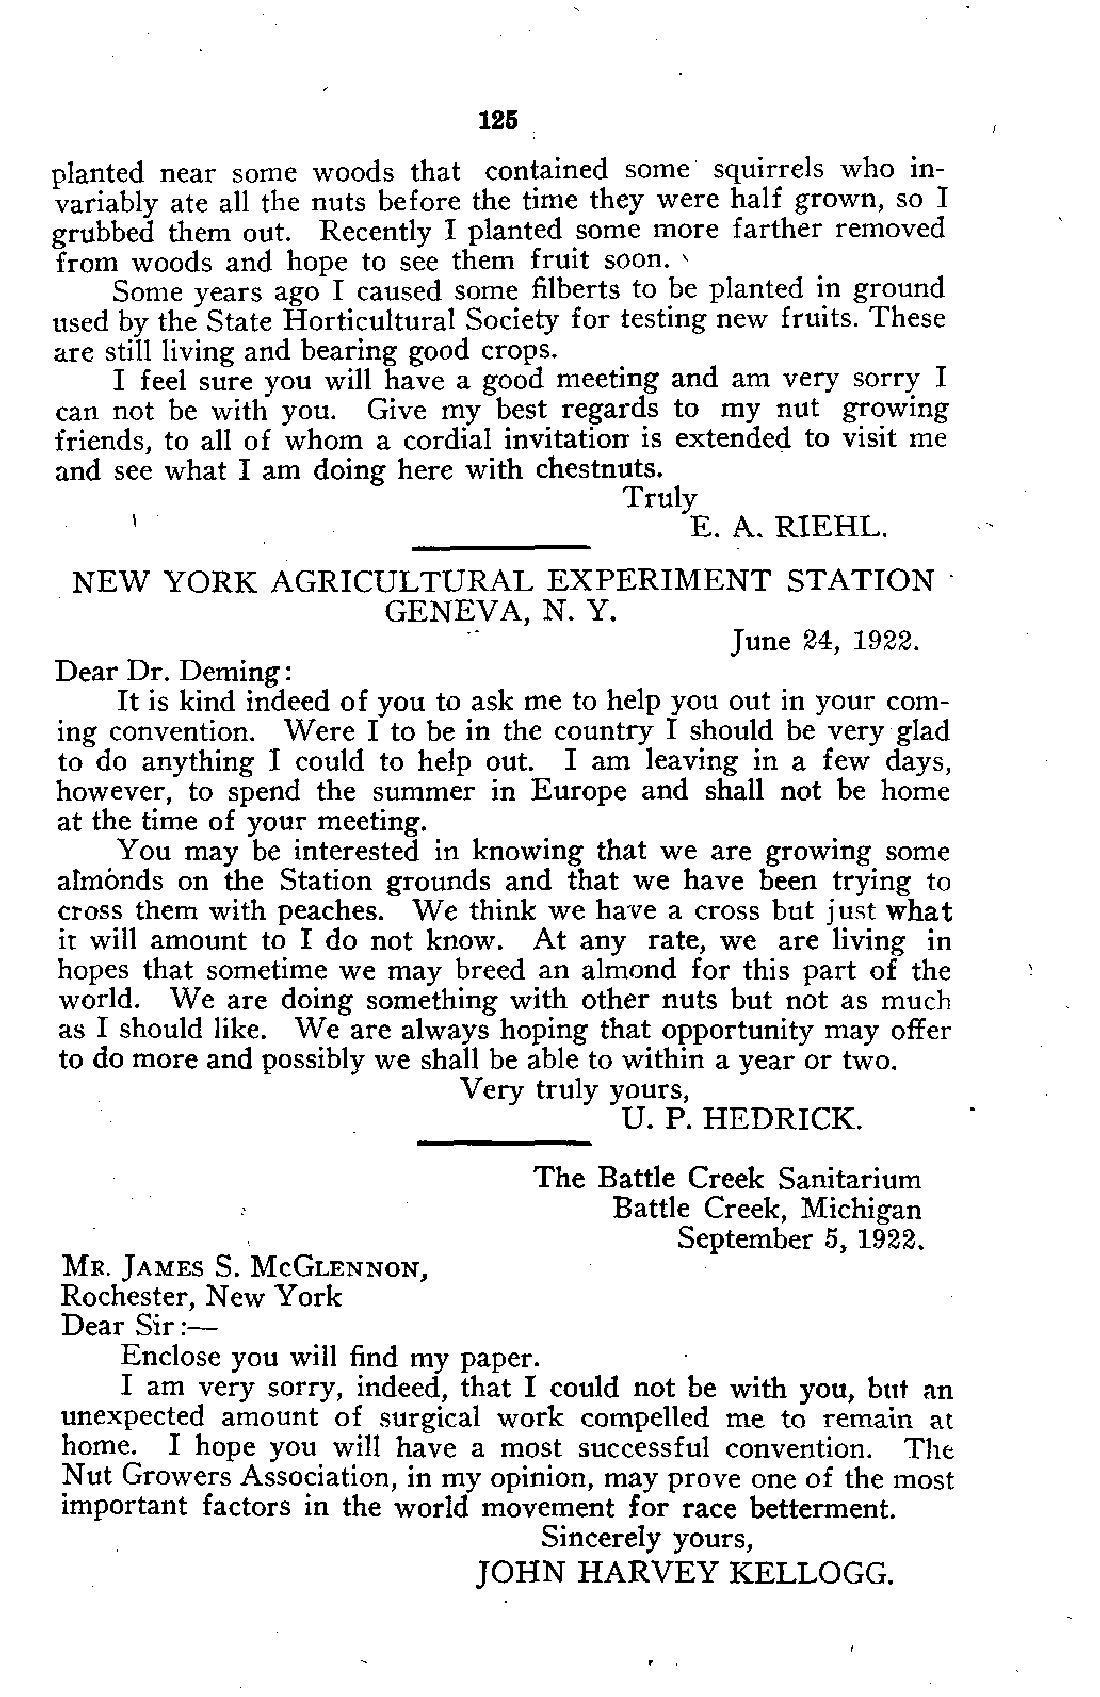 125
planted near some woods that contained some squirrels who in-
variably ate all the nuts before the time they were half grown, so I
grubbed them out. Recently I planted some more farther removed
from woods and hope to see them fruit soon.
Some years ago I caused some filberts to be planted in ground
used by the State Horticultural Society for testing new fruits. These
are still living and bearing good crops.
I feel sure you will have a good meeting and am very sorry I
can not be with you. Give my best regards to my nut growing
friends, to all of whom a cordial invitation is extended to visit me
and see what I am doing here with chestnuts.
Truly
E. A. RIEHL.
NEW YORK AGRICULTURAL EXPERIMENT STATION
GENEVA, N. Y.
June 24, 1922.
Dear Dr. Deming:
It is kind indeed of you to ask me to help you out in your com-
ing convention. Were I to be in the country I should be very glad
to do anything I could to help out. I am leaving in a few days,
however, to spend the summer in Europe and shall not be home
at the time of your meeting.
You may be interested in knowing that we are growing some
almonds on the Station grounds and that we have been trying to
cross them with peaches. We think we have a cross but just what
it will amount to I do not know. At any rate, we are living in
hopes that sometime we may breed an almond for this part of the
world. We are doing something with other nuts but not as much
as I should like. We are always hoping that opportunity may offer
to do more and possibly we shall be able to within a year or two.
Very truly yours,
U. P. HEDRICK.
The Battle Creek Sanitarium
Battle Creek, Michigan
September 5, 1922.
MR. JAMES S. MCGLENNON,
Rochester, New York
Dear Sir:—
Enclose you will find my paper.
I am very sorry, indeed, that I could not be with you, but an
unexpected amount of surgical work compelled me to remain at
home. I hope you will have a most successful convention. The
Nut Growers Association, in my opinion, may prove one of the most
important factors in the world movement for race betterment.
Sincerely yours,
JOHN HARVEY KELLOGG.